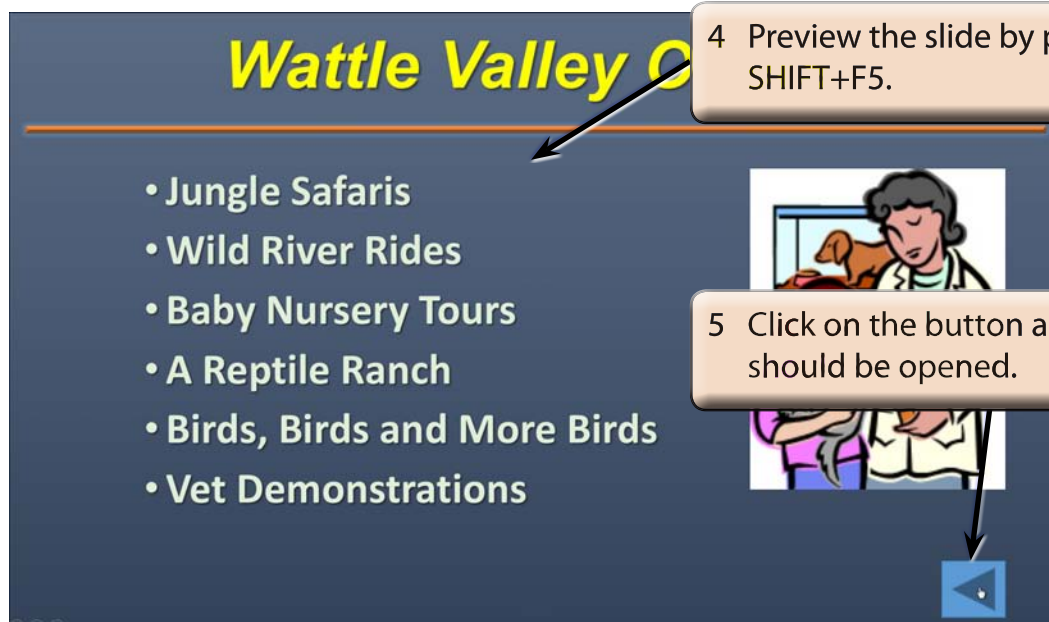 Wattle Valley
4 Preview the slide by
SHIFT+F5.
• Jungle Safaris
• Wild River Rides
• Baby Nursery Tours
• A Reptile Ranch
• Birds, Birds and More Birds
• Vet Demonstrations
5 Click on the button
should be opened.